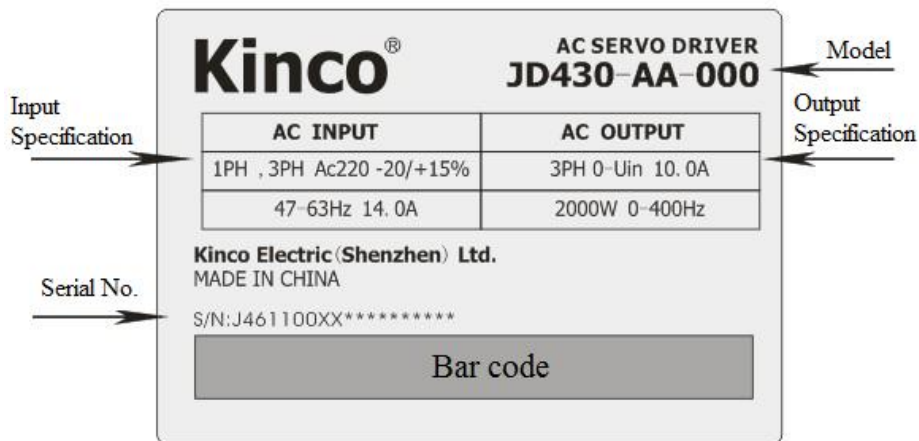 Kinco®
AC SERVO DRIVER
JD430-AA-000
Model
Input
Specification
Output
Specification
AC INPUT
AC OUTPUT
1PH , 3PH Ac220 -20/+15%
3PH 0-Uin 10. 0A
47-63Hz 14. 0A
2000W 0-400Hz
Kinco Electric(Shenzhen) Ltd.
MADE IN CHINA
Serial No.
S/N:J461100XX**********
Bar code